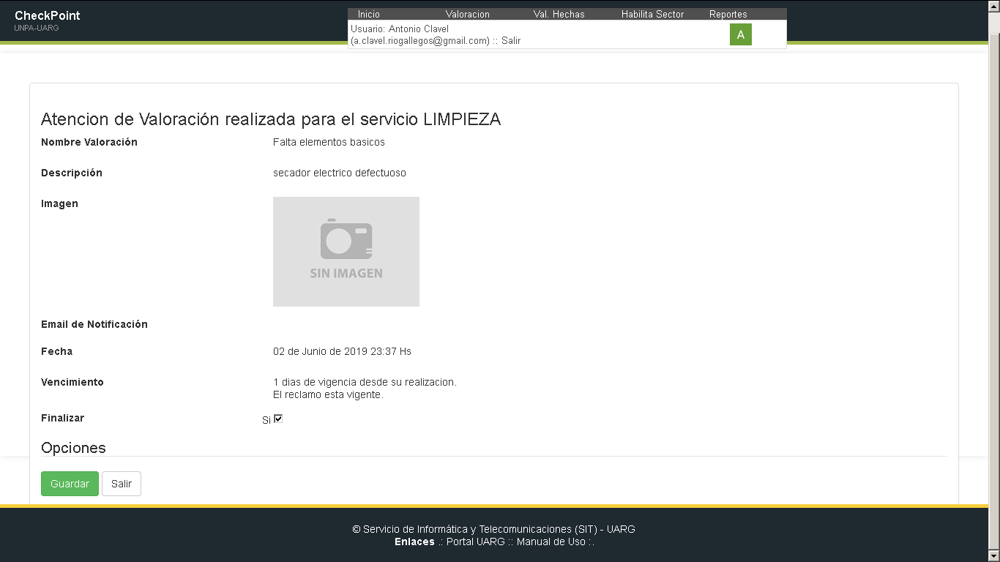 CheckPoint
UNPA-UARG
Inicio Valoracion Val. Hechas Habilita Sector Reportes
Usuario: Antonio Clavel
(a.clavel.riogallegos@gmail.com) :: Salir
A
Atencion de Valoración realizada para el servicio LIMPIEZA
Nombre Valoración Falta elementos basicos
Descripción secador electrico defectuoso
Imagen
SIN IMAGEN
Email de Notificación
Fecha 02 de Junio de 2019 23:37 Hs
Vencimiento 1 dias de vigencia desde su realizacion.
El reclamo esta vigente.
Finalizar Si
Opciones
Guardar Salir
© Servicio de Informática y Telecomunicaciones (SIT) - UARG
Enlaces .: Portal UARG :: Manual de Uso :.